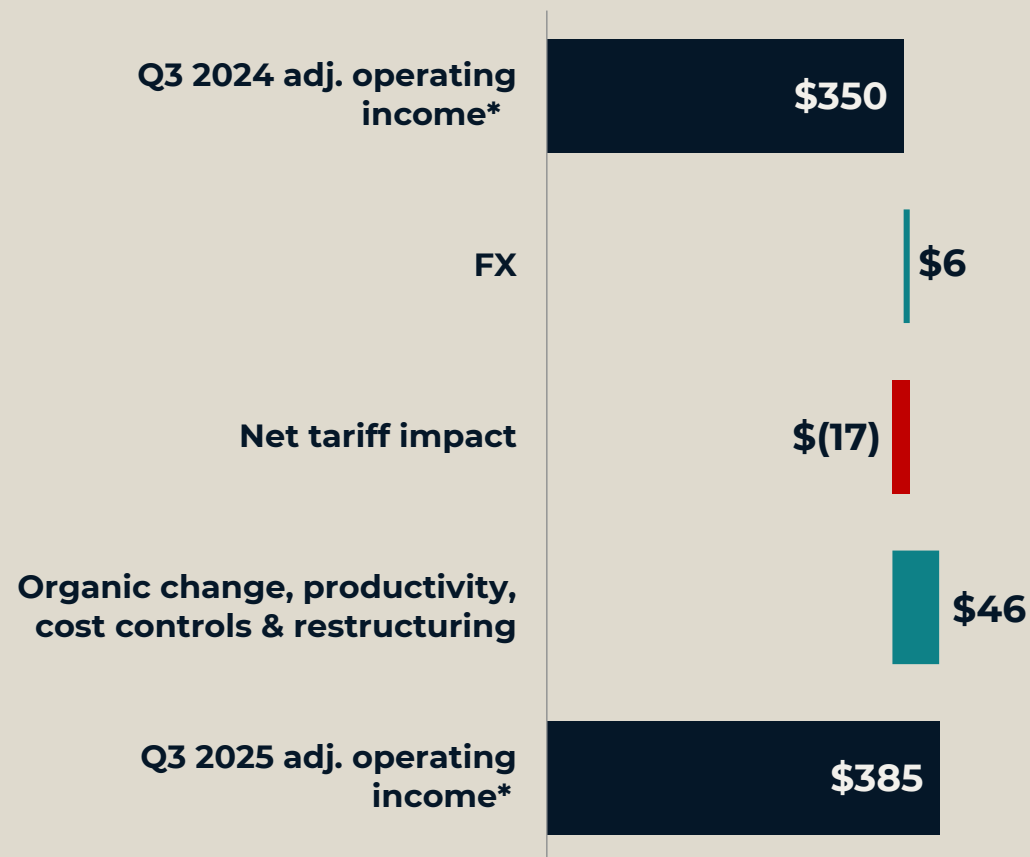 Q3 2024 adj. operating
income*
$350
FX
$6
Net tariff impact
$(17)
Organic change, productivity,
cost controls & restructuring
$46
Q3 2025 adj. operating
income*
$385